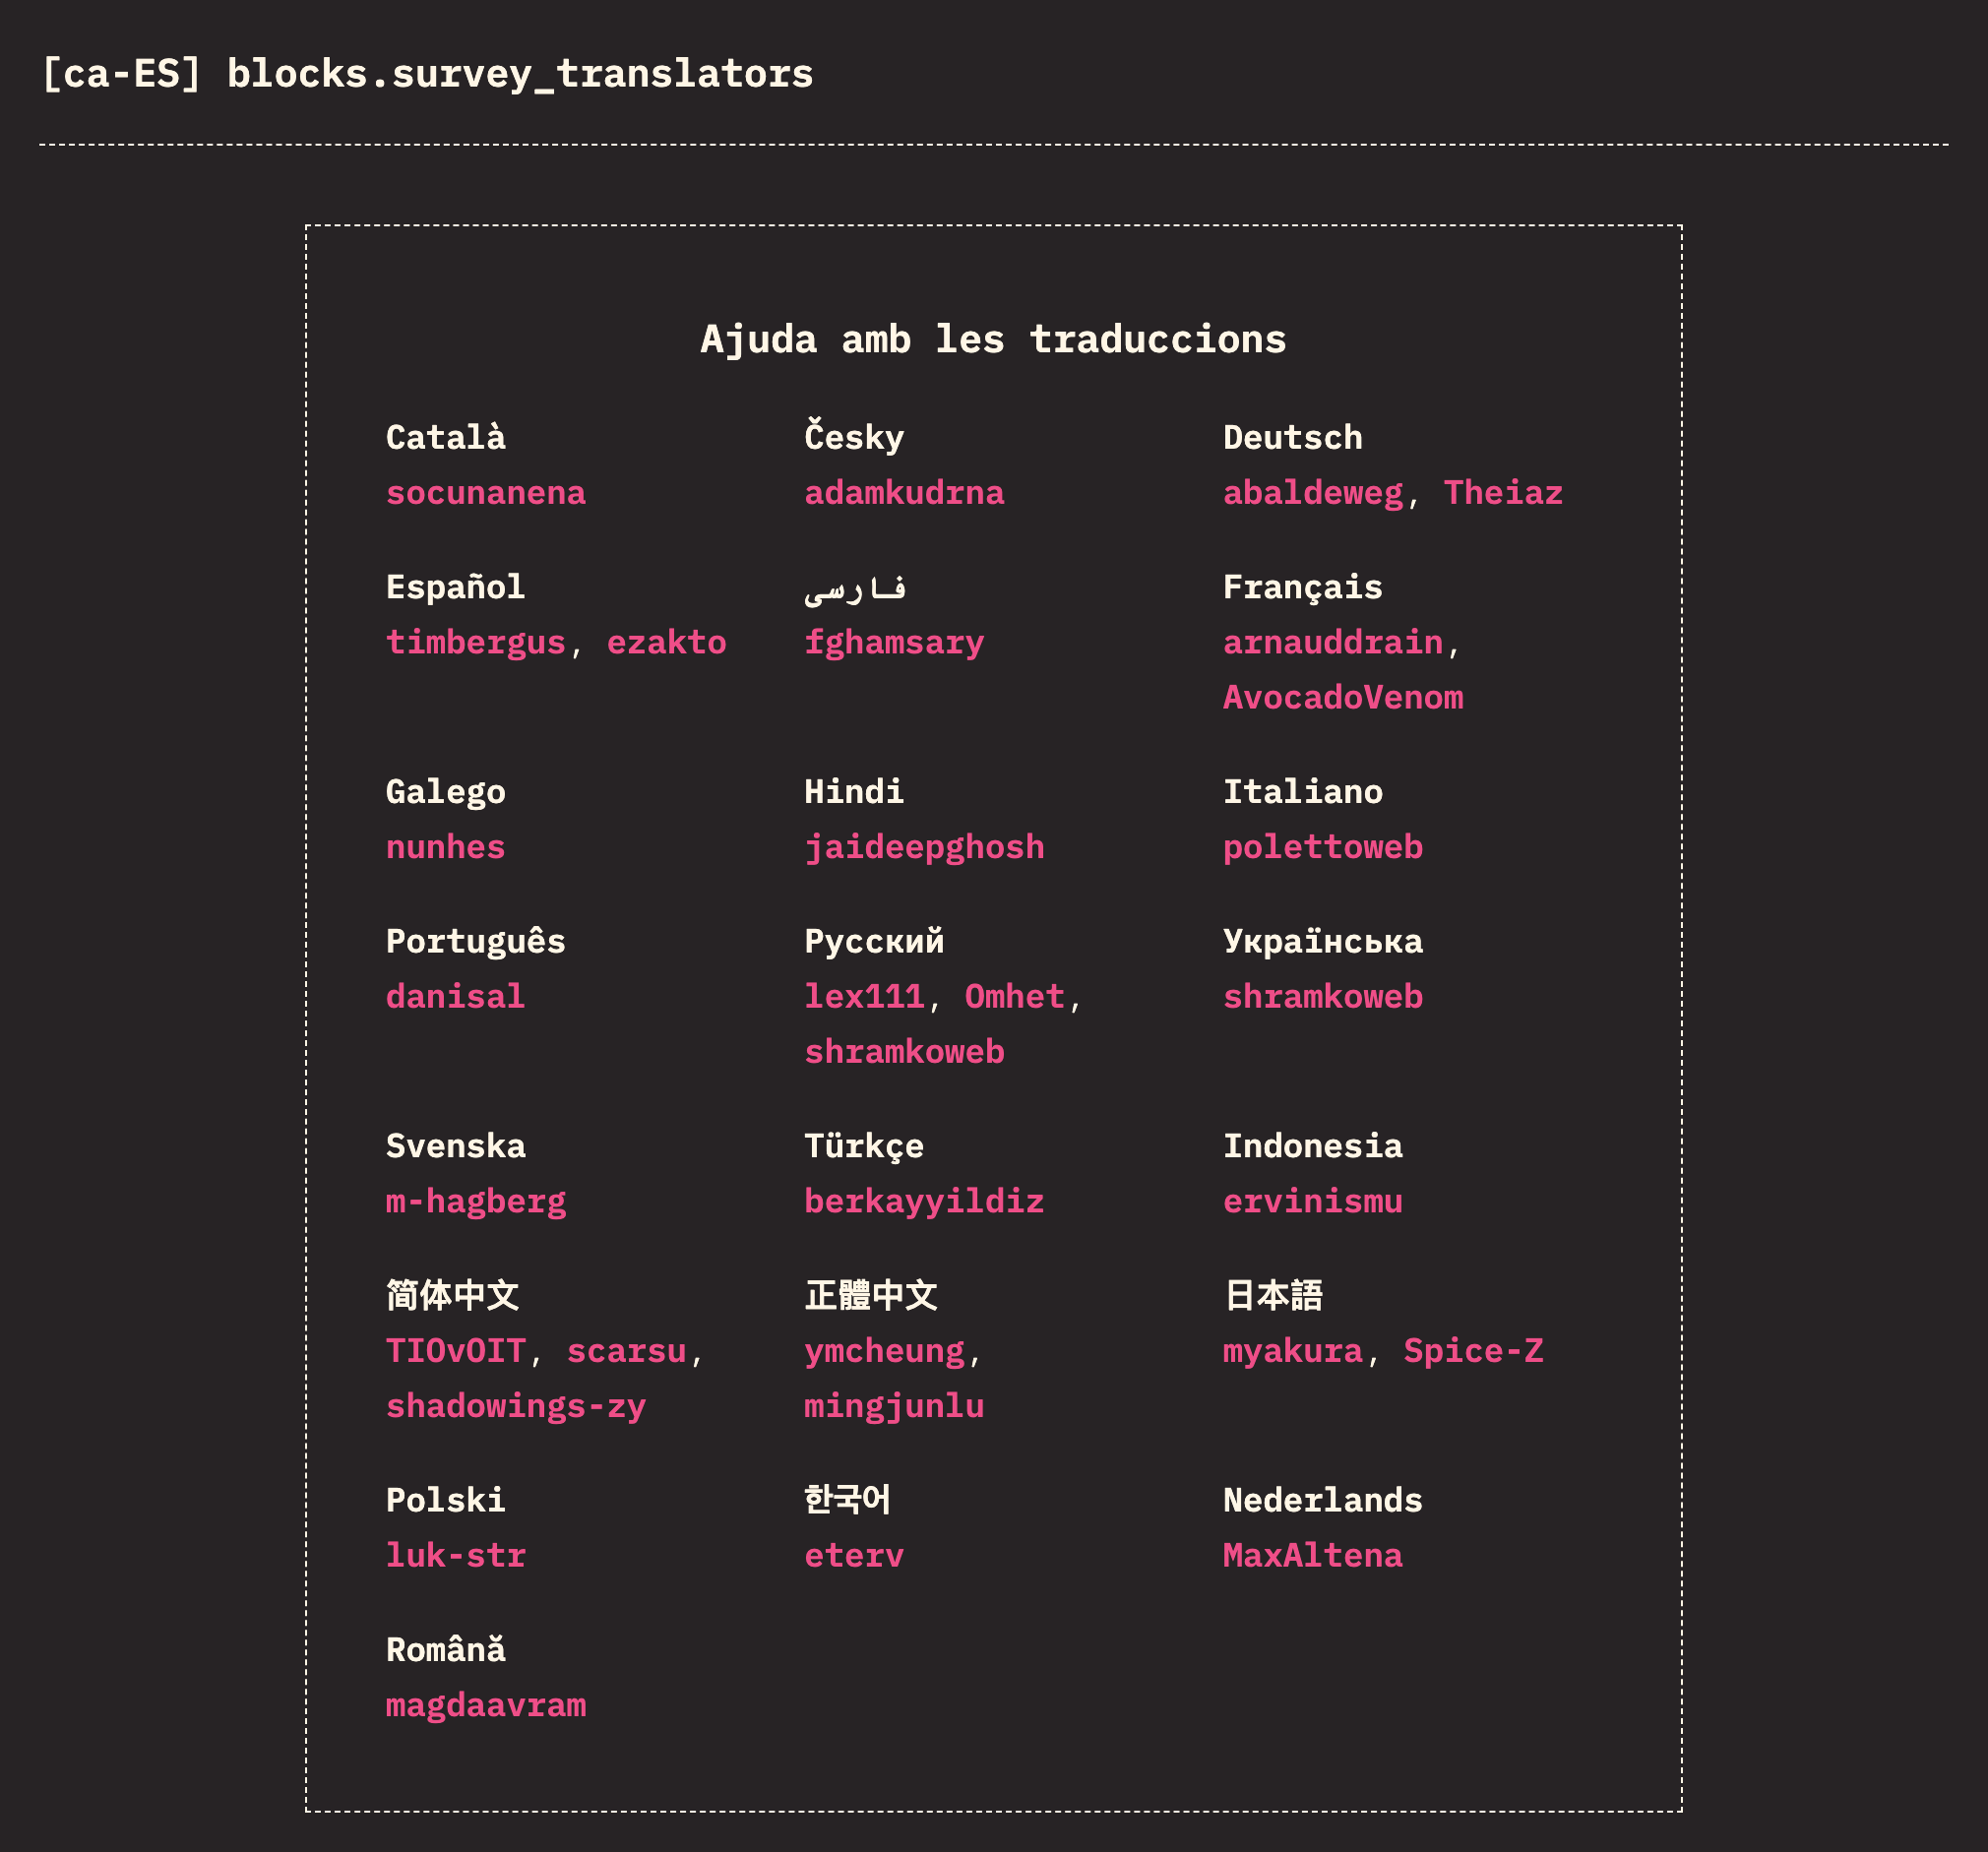 [ca-ES] blocks.survey_translators
Ajuda amb les traduccions
Català
socunanena
Česky
adamkudrna
Deutsch
abaldeweg, Theiaz
Español
timbergus, ezakto
فارسی
fghamsary
Français
arnauddrain,
AvocadoVenom
Galego
nunhes
Hindi
jaideepghosh
Italiano
polettoweb
Português
danisal
Русский
lex111, Omhet,
shramkoweb
Українська
shramkoweb
Svenska
m-hagberg
Türkçe
berkayyildiz
Indonesia
ervinismu
简体中文
TIOvOIT, scarsu,
shadowings-zy
正體中文
ymcheung,
mingjunlu
日本語
myakura, Spice-Z
Polski
luk-str
한국어
eterv
Nederlands
MaxAltena
Română
magdaavram